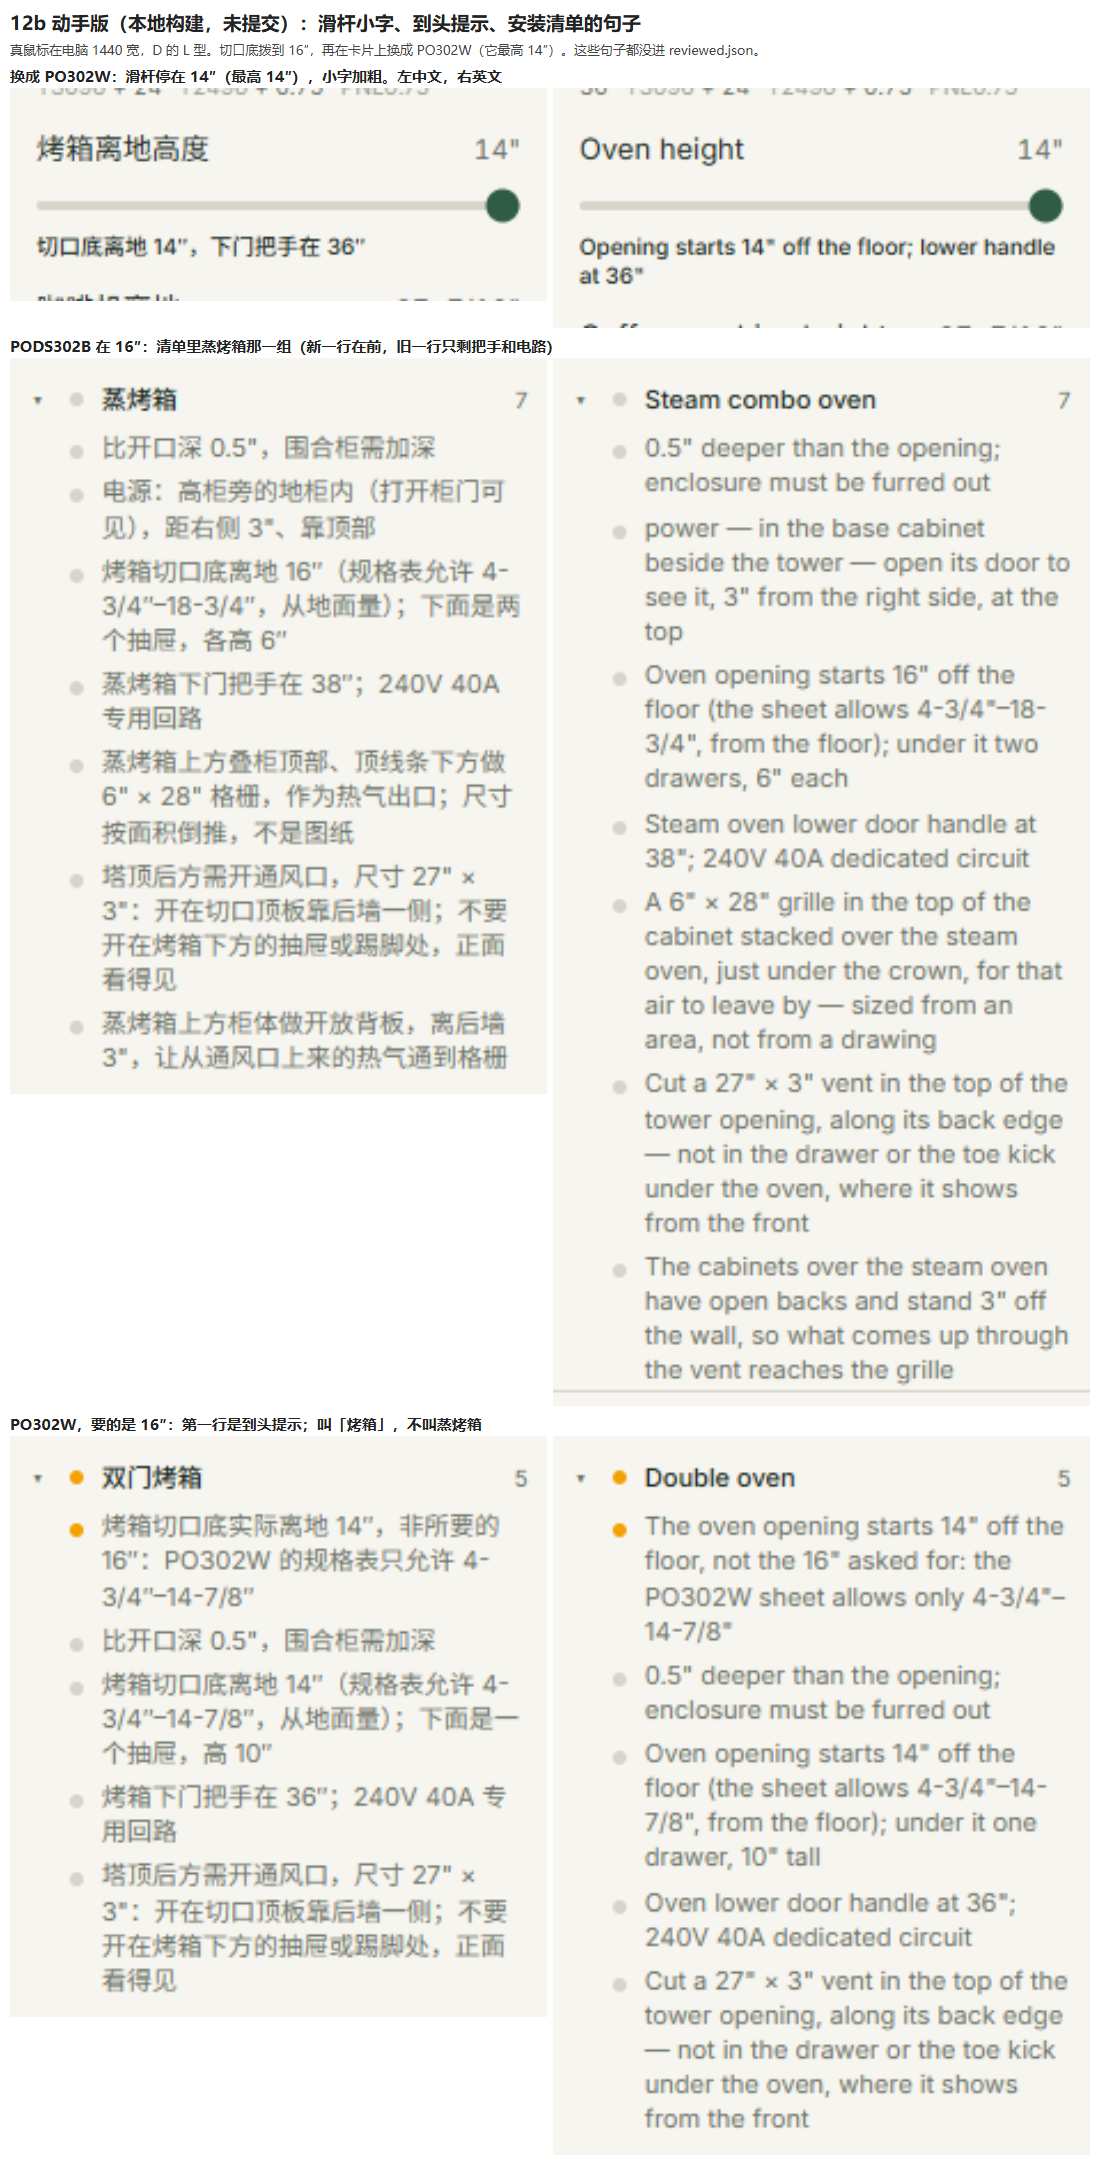 12b 动手版（本地构建，未提交）：滑杆小字、到头提示、安装清单的句子
真鼠标在电脑 1440 宽，D 的 L 型。切口底拨到 16″，再在卡片上换成 PO302W（它最高 14″）。这些句子都没进 reviewed.json。
换成 PO302W：滑杆停在 14″（最高 14″），小字加粗。左中文，右英文
烤箱离地高度 14"
切口底离地 14″，下门把手在 36″
Oven height 14"
Opening starts 14" off the floor; lower handle
at 36"
PODS302B 在 16″：清单里蒸烤箱那一组（新一行在前，旧一行只剩把手和电路）
蒸烤箱 7
比开口深 0.5"，围合柜需加深
电源：高柜旁的地柜内（打开柜门可
见），距右侧 3"、靠顶部
烤箱切口底离地 16″（规格表允许 4-
3/4″–18-3/4″，从地面量）；下面是两
个抽屉，各高 6″
蒸烤箱下门把手在 38″；240V 40A
专用回路
蒸烤箱上方叠柜顶部、顶线条下方做
6" × 28" 格栅，作为热气出口；尺寸
按面积倒推，不是图纸
塔顶后方需开通风口，尺寸 27" ×
3"：开在切口顶板靠后墙一侧；不要
开在烤箱下方的抽屉或踢脚处，正面
看得见
蒸烤箱上方柜体做开放背板，离后墙
3"，让从通风口上来的热气通到格栅
Steam combo oven 7
0.5" deeper than the opening;
enclosure must be furred out
power — in the base cabinet
beside the tower — open its door to
see it, 3" from the right side, at the
top
Oven opening starts 16" off the
floor (the sheet allows 4-3/4"–18-
3/4", from the floor); under it two
drawers, 6" each
Steam oven lower door handle at
38"; 240V 40A dedicated circuit
A 6" × 28" grille in the top of the
cabinet stacked over the steam
oven, just under the crown, for that
air to leave by — sized from an
area, not from a drawing
Cut a 27" × 3" vent in the top of the
tower opening, along its back edge
— not in the drawer or the toe kick
under the oven, where it shows
from the front
The cabinets over the steam oven
have open backs and stand 3" off
the wall, so what comes up through
the vent reaches the grille
PO302W，要的是 16″：第一行是到头提示；叫「烤箱」，不叫蒸烤箱
双门烤箱 5
烤箱切口底实际离地 14″，非所要的
16″：PO302W 的规格表只允许 4-
3/4″–14-7/8″
比开口深 0.5"，围合柜需加深
烤箱切口底离地 14″（规格表允许 4-
3/4″–14-7/8″，从地面量）；下面是一
个抽屉，高 10″
烤箱下门把手在 36″；240V 40A 专
用回路
塔顶后方需开通风口，尺寸 27" ×
3"：开在切口顶板靠后墙一侧；不要
开在烤箱下方的抽屉或踢脚处，正面
看得见
Double oven 5
The oven opening starts 14" off the
floor, not the 16" asked for: the
PO302W sheet allows only 4-3/4"–
14-7/8"
0.5" deeper than the opening;
enclosure must be furred out
Oven opening starts 14" off the
floor (the sheet allows 4-3/4"–14-
7/8", from the floor); under it one
drawer, 10" tall
Oven lower door handle at 36";
240V 40A dedicated circuit
Cut a 27" × 3" vent in the top of the
tower opening, along its back edge
— not in the drawer or the toe kick
under the oven, where it shows
from the front